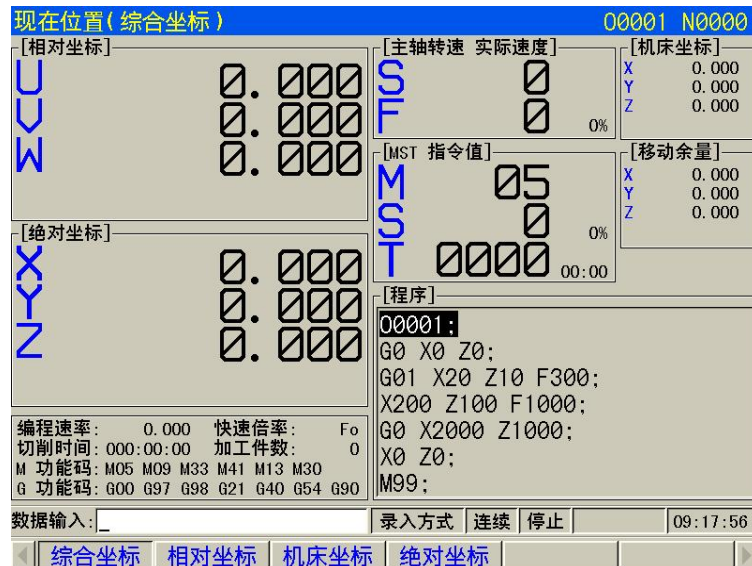 现在位置(综合坐标) O0001 N0000
[相对坐标]
U 0.000
V 0.000
W 0.000
[绝对坐标]
X 0.000
Y 0.000
Z 0.000
编程速率: 0.000 快速倍率: Fo
切削时间: 000:00:00 加工件数: 0
M 功能码: M05 M09 M33 M41 M13 M30
G 功能码: G00 G97 G98 G21 G40 G54 G90
[主轴转速 实际速度]
S 0
F 0 0%
[机床坐标]
X 0.000
Y 0.000
Z 0.000
[MST 指令值]
M 05
S 0 0%
T 0000 00:00
[移动余量]
X 0.000
Y 0.000
Z 0.000
[程序]
O0001;
G0 X0 Z0;
G01 X20 Z10 F300;
X200 Z100 F1000;
G0 X2000 Z1000;
X0 Z0;
M99;
数据输入:_ 录入方式 连续 停止 09:17:56
综合坐标 相对坐标 机床坐标 绝对坐标